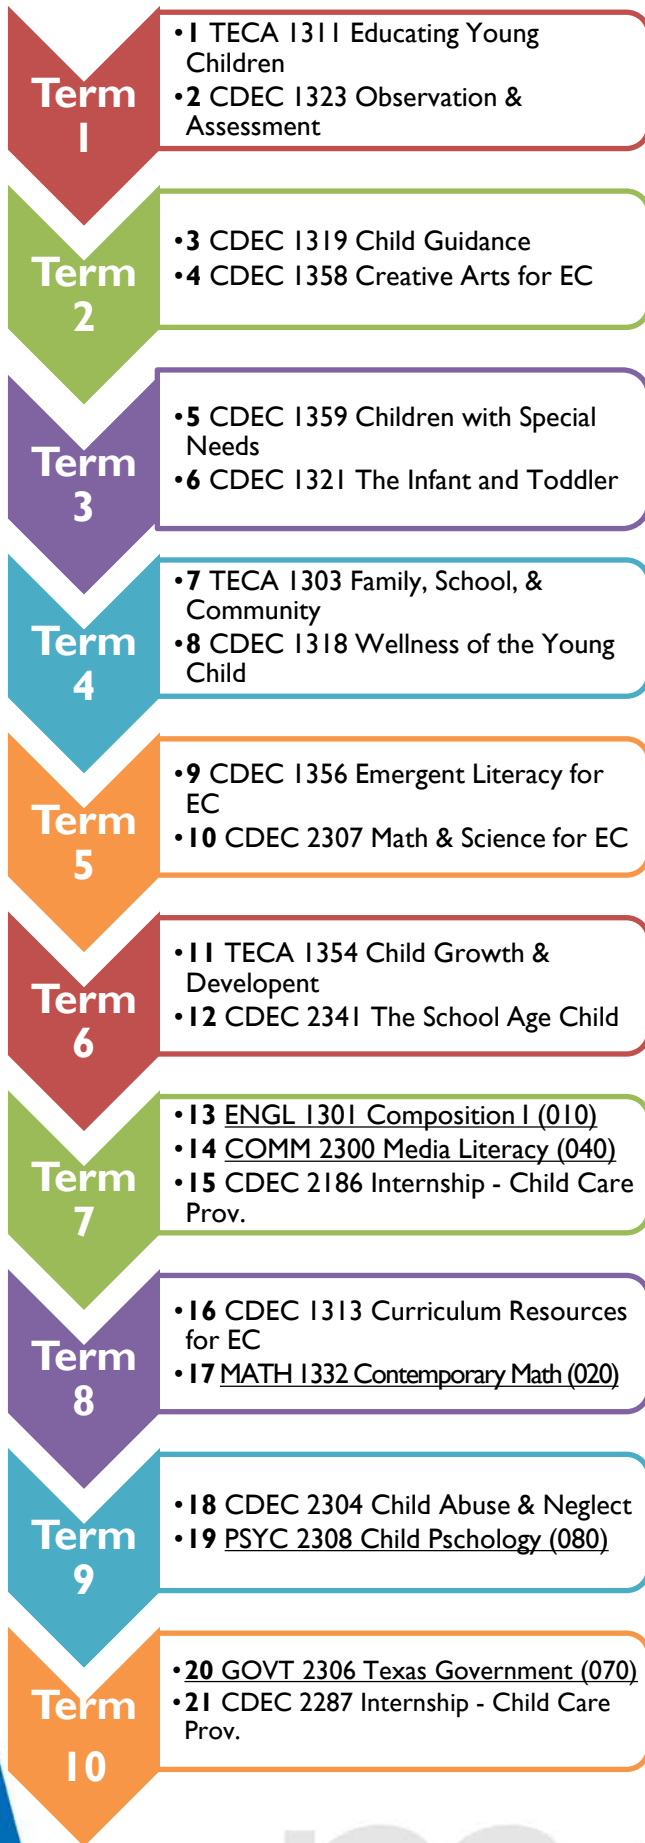 Term
1
•1 TECA 1311 Educating Young
Children
•2 CDEC 1323 Observation &
Assessment
Term
2
•3 CDEC 1319 Child Guidance
•4 CDEC 1358 Creative Arts for EC
Term
3
•5 CDEC 1359 Children with Special
Needs
•6 CDEC 1321 The Infant and Toddler
Term
4
•7 TECA 1303 Family, School, &
Community
•8 CDEC 1318 Wellness of the Young
Child
Term
5
•9 CDEC 1356 Emergent Literacy for
EC
•10 CDEC 2307 Math & Science for EC
Term
6
•11 TECA 1354 Child Growth &
Developent
•12 CDEC 2341 The School Age Child
Term
7
•13 ENGL 1301 Composition I (010)
•14 COMM 2300 Media Literacy (040)
•15 CDEC 2186 Internship - Child Care
Prov.
Term
8
•16 CDEC 1313 Curriculum Resources
for EC
•17 MATH 1332 Contemporary Math (020)
Term
9
•18 CDEC 2304 Child Abuse & Neglect
•19 PSYC 2308 Child Pschology (080)
Term
10
•20 GOVT 2306 Texas Government (070)
•21 CDEC 2287 Internship - Child Care
Prov.